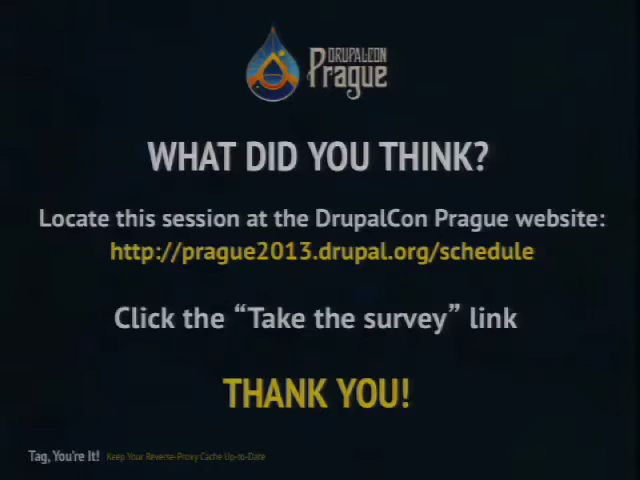 DRUPALCON
Prague
WHAT DID YOU THINK?
Locate this session at the DrupalCon Prague website:
http://prague2013.drupal.org/schedule
Click the “Take the survey” link
THANK YOU!
Tag, You're It! Keep Your Reverse-Proxy Cache Up-to-Date